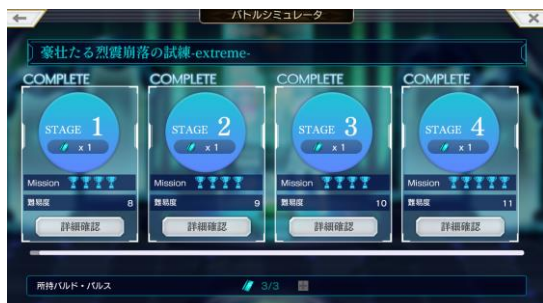 バトルシミュレータ
豪壮たる烈震崩落の試練-extreme-
COMPLETE COMPLETE COMPLETE COMPLETE
STAGE 1 STAGE 2 STAGE 3 STAGE 4
x 1 x 1 x 1 x 1
Mission Mission Mission Mission
難易度 8 難易度 9 難易度 10 難易度 11
詳細確認 詳細確認 詳細確認 詳細確認
所持バルド・パルス 3/3